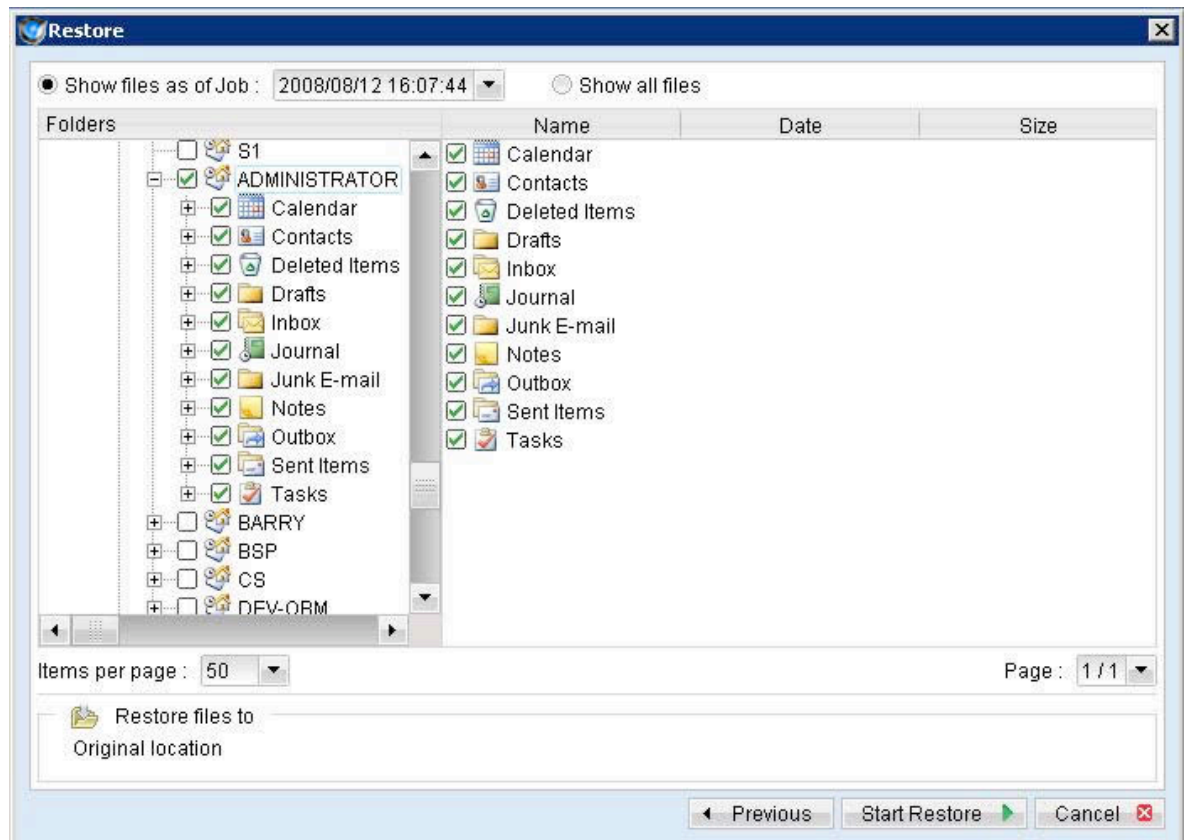 Restore
Show files as of Job : 2008/08/12 16:07:44 Show all files
Folders
Name Date Size
S1
ADMINISTRATOR
Calendar
Contacts
Deleted Items
Drafts
Inbox
Journal
Junk E-mail
Notes
Outbox
Sent Items
Tasks
BARRY
BSP
CS
DEV-OBM
Calendar
Contacts
Deleted Items
Drafts
Inbox
Journal
Junk E-mail
Notes
Outbox
Sent Items
Tasks
Items per page : 50
Page : 1 / 1
Restore files to
Original location
Previous Start Restore Cancel